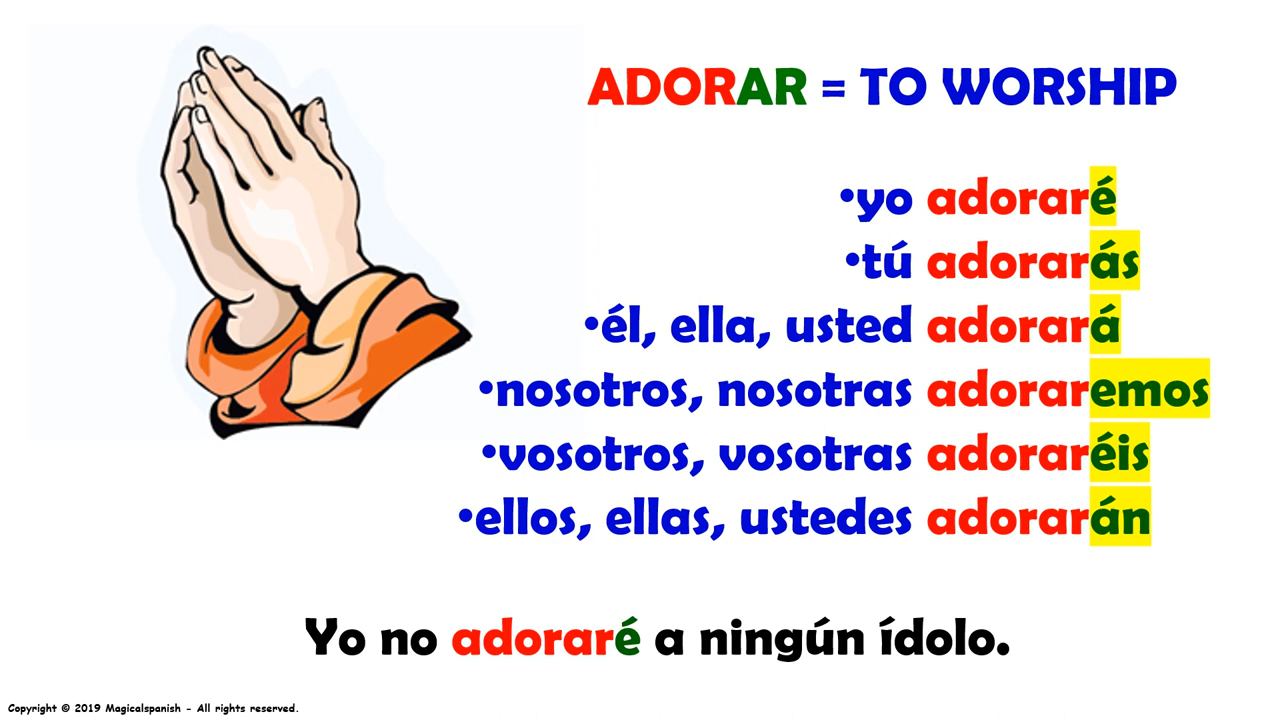 ADORAR = TO WORSHIP
•yo adoraré
•tú adorarás
•él, ella, usted adorará
•nosotros, nosotras adoraremos
•vosotros, vosotras adoraréis
•ellos, ellas, ustedes adorarán
Yo no adoraré a ningún ídolo.
Copyright © 2019 Magicalspanish - All rights reserved.